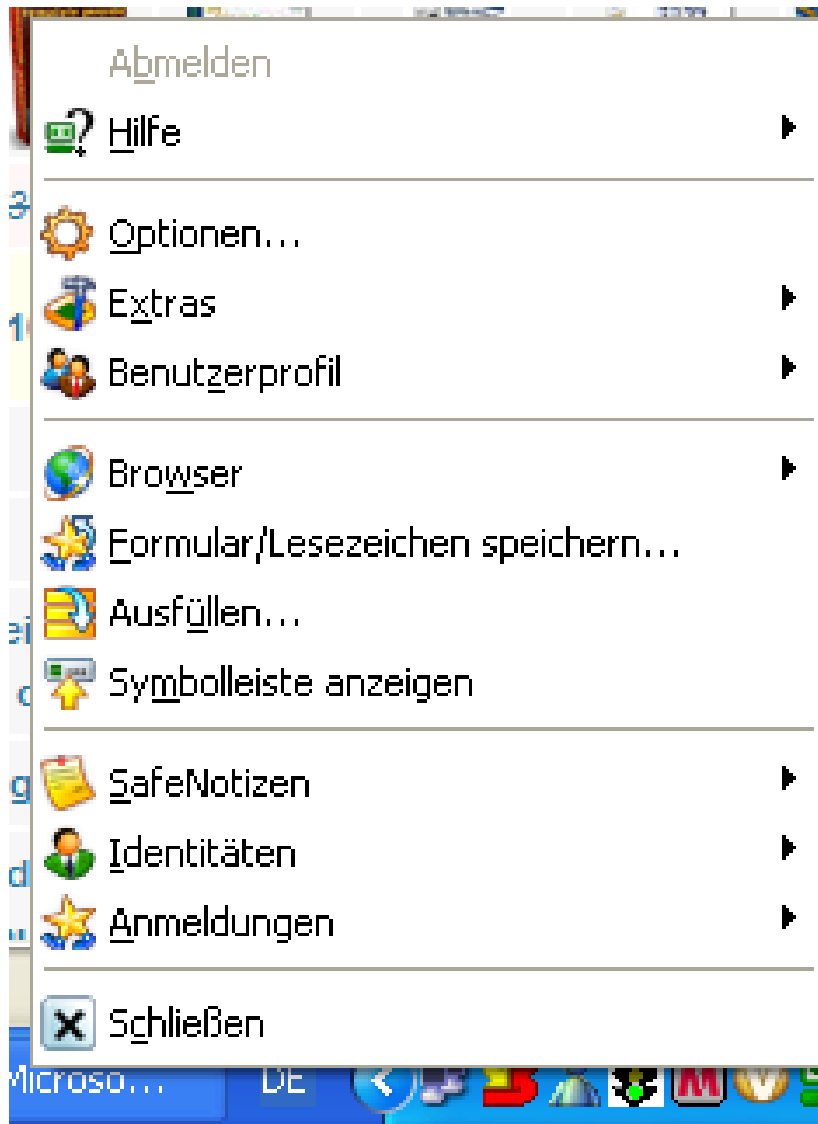 Abmelden
Hilfe
Optionen...
Extras
Benutzerprofil
Browser
Formular/Lesezeichen speichern...
Ausfüllen...
Symbolleiste anzeigen
SafeNotizen
Identitäten
Anmeldungen
Schließen
Microso... DE